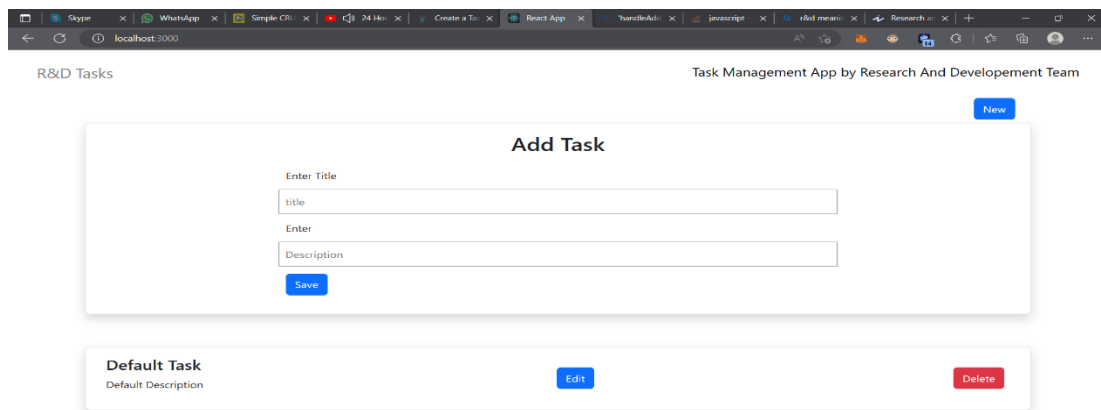 Skype
WhatsApp
Simple CRU
24 Hou
Create a Tas
React App
'handleAdd
javascript -
r&d meanin
Research an
localhost:3000
14
R&D Tasks
Task Management App by Research And Developement Team
New
Add Task
Enter Title
title
Enter
Description
Save
Default Task
Default Description
Edit
Delete